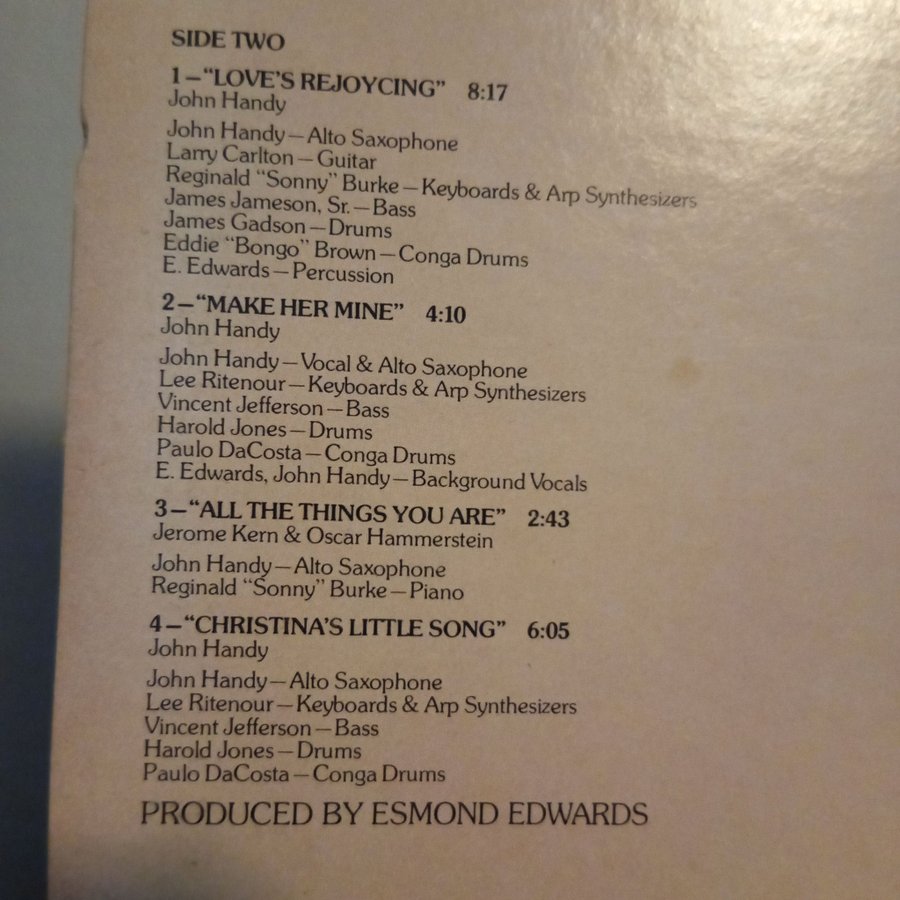 SIDE TWO
1–“LOVE’S REJOYCING” 8:17
John Handy
John Handy–Alto Saxophone
Larry Carlton–Guitar
Reginald “Sonny” Burke–Keyboards & Arp Synthesizers
James Jameson, Sr.–Bass
James Gadson–Drums
Eddie “Bongo” Brown–Conga Drums
E. Edwards–Percussion
2–“MAKE HER MINE” 4:10
John Handy
John Handy–Vocal & Alto Saxophone
Lee Ritenour–Keyboards & Arp Synthesizers
Vincent Jefferson–Bass
Harold Jones–Drums
Paulo DaCosta–Conga Drums
E. Edwards, John Handy–Background Vocals
3–“ALL THE THINGS YOU ARE” 2:43
Jerome Kern & Oscar Hammerstein
John Handy–Alto Saxophone
Reginald “Sonny” Burke–Piano
4–“CHRISTINA’S LITTLE SONG” 6:05
John Handy
John Handy–Alto Saxophone
Lee Ritenour–Keyboards & Arp Synthesizers
Vincent Jefferson–Bass
Harold Jones–Drums
Paulo DaCosta–Conga Drums
PRODUCED BY ESMOND EDWARDS